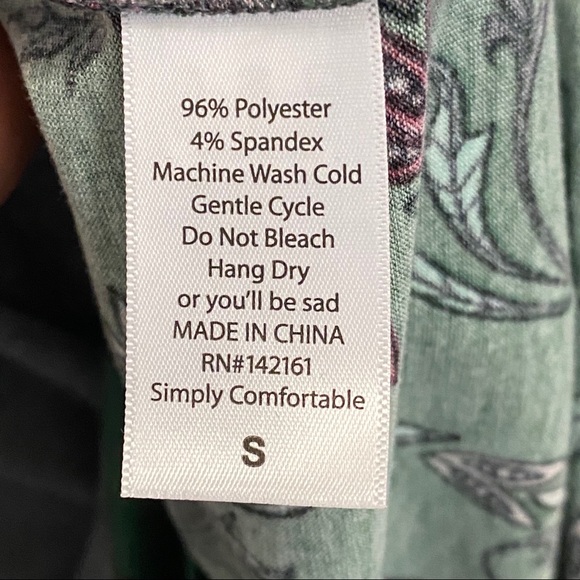 96% Polyester
4% Spandex
Machine Wash Cold
Gentle Cycle
Do Not Bleach
Hang Dry
or you'll be sad
MADE IN CHINA
RN#142161
Simply Comfortable
S